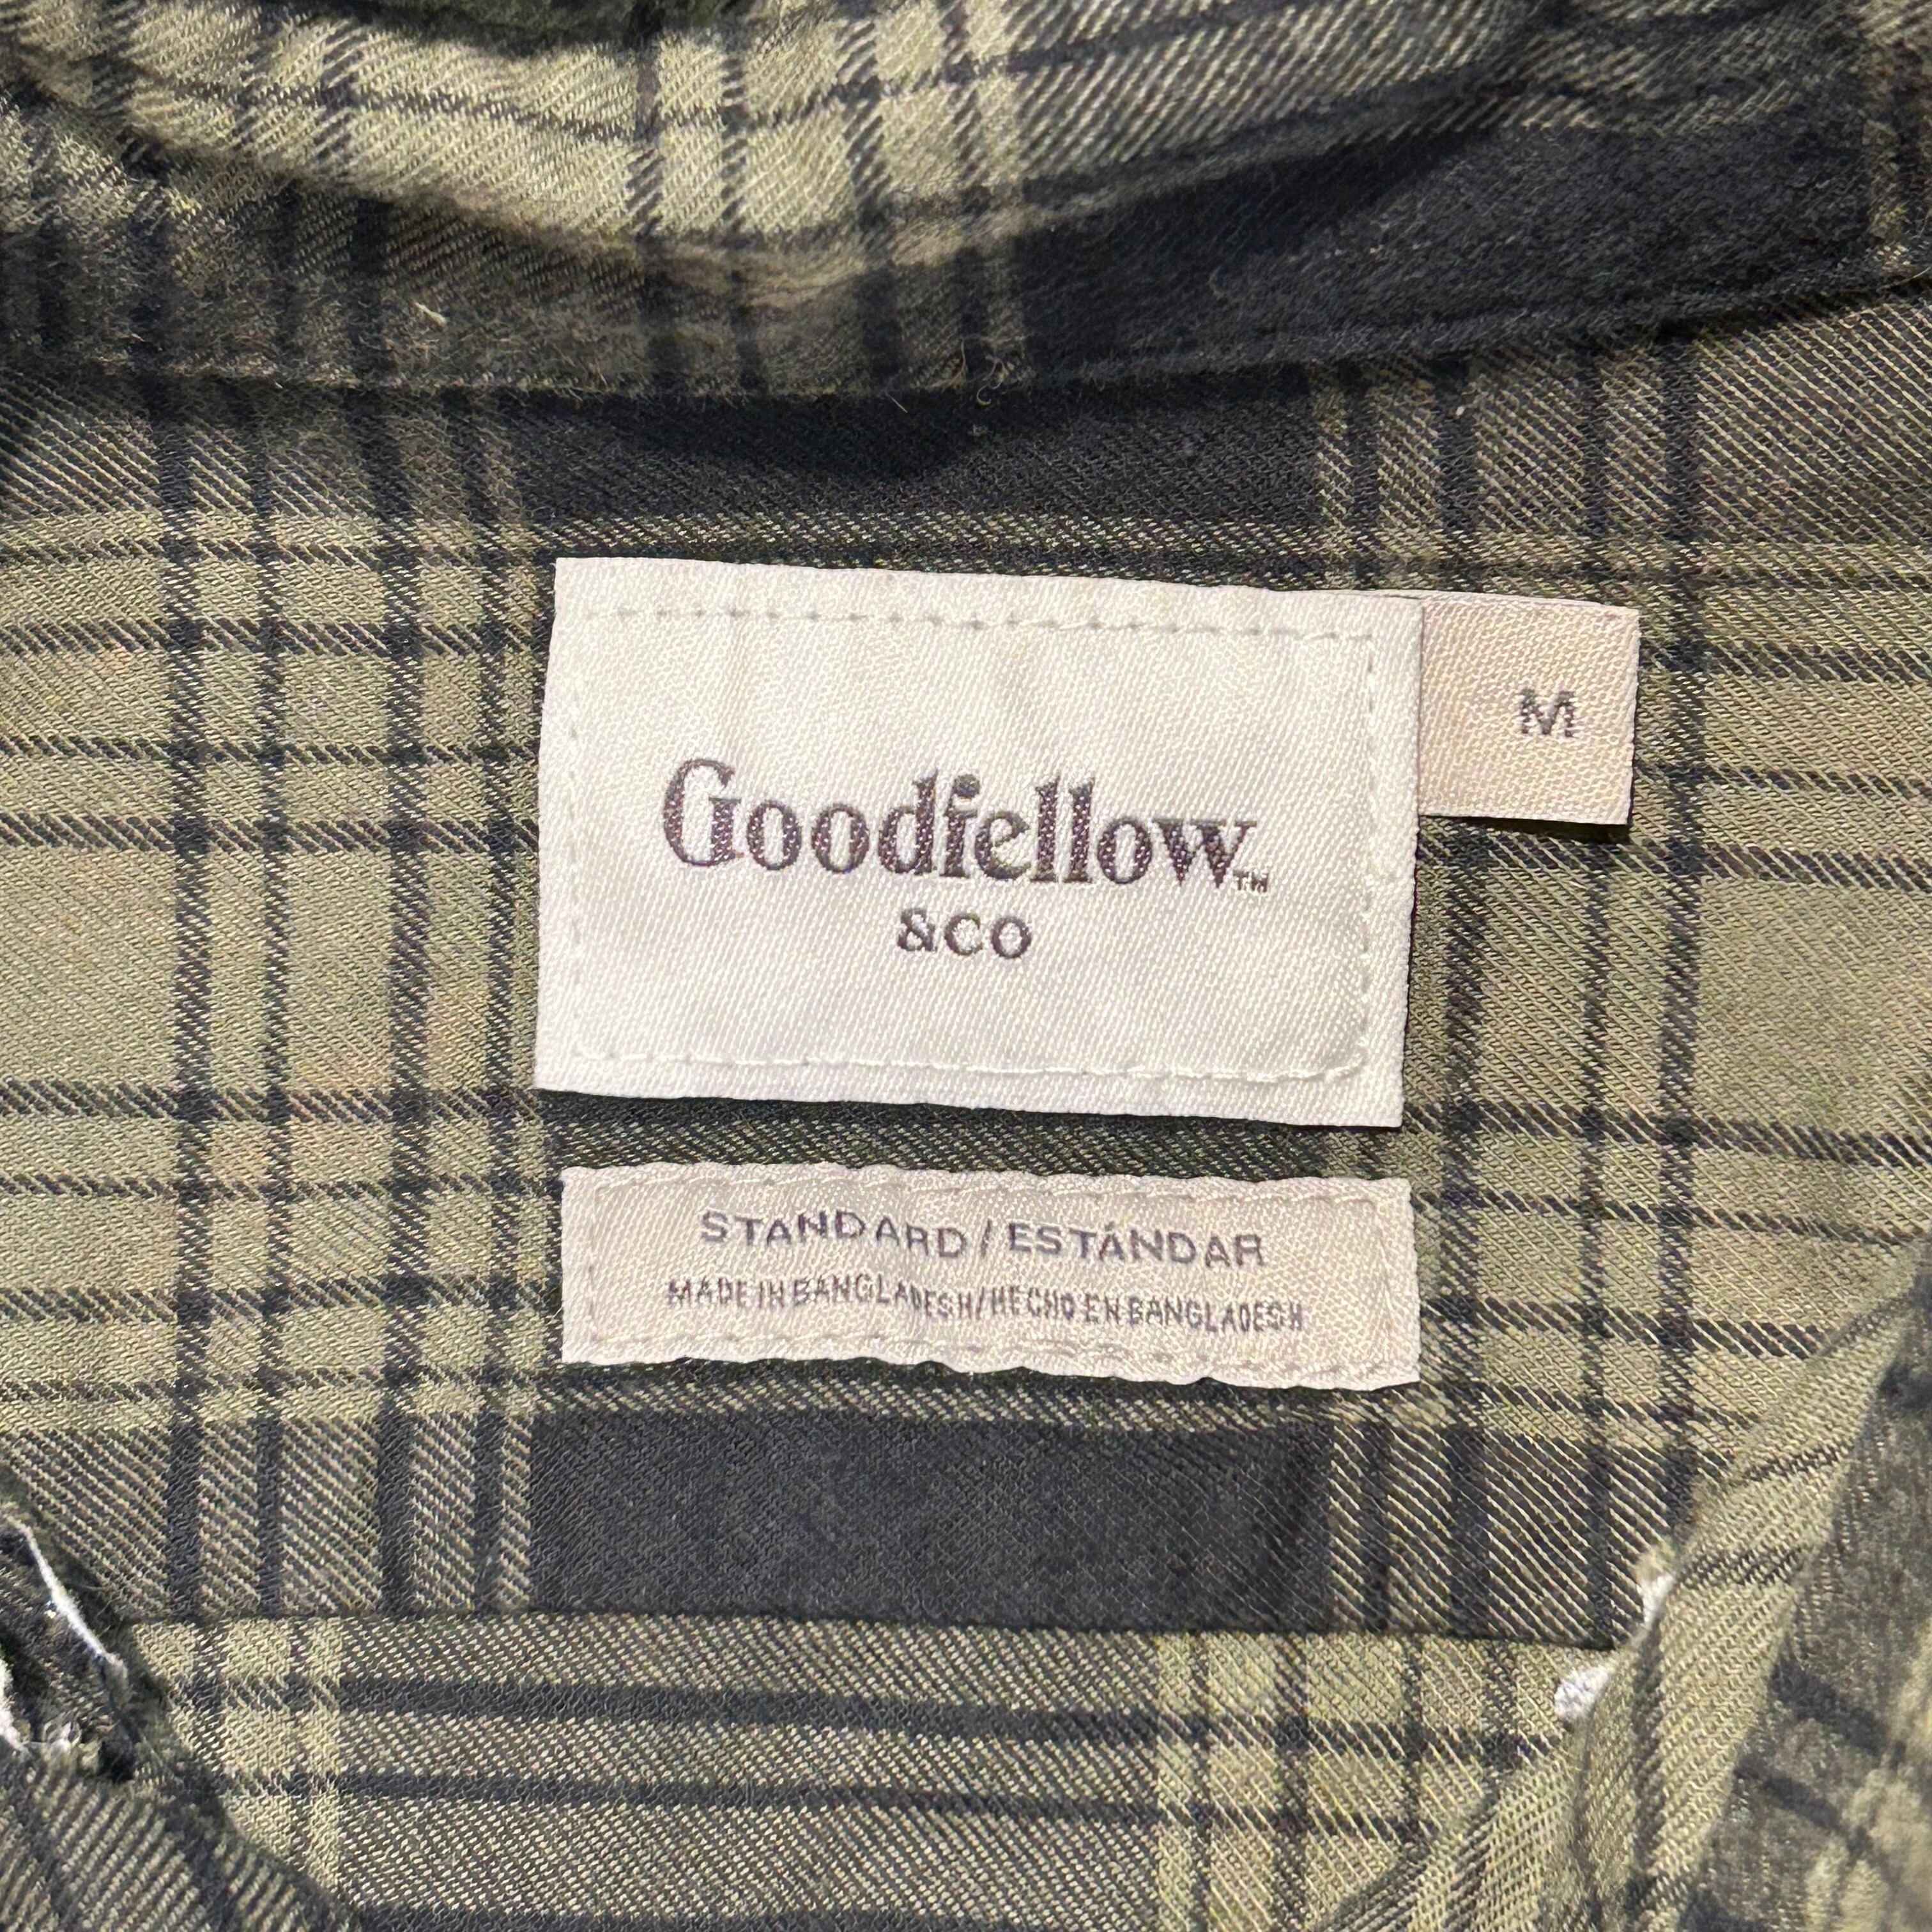 Goodfellow™
&CO
M
STANDARD / ESTÁNDAR
MADE IN BANGLADESH/HECHO EN BANGLADESH